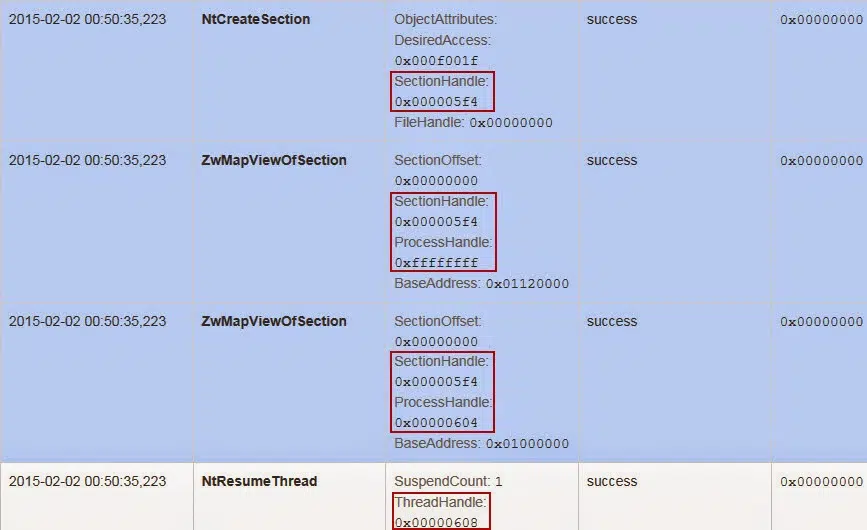 2015-02-02 00:50:35,223 NtCreateSection ObjectAttributes: success 0x00000000
DesiredAccess:
0x000f001f
SectionHandle:
0x000005f4
FileHandle: 0x00000000
2015-02-02 00:50:35,223 ZwMapViewOfSection SectionOffset: success 0x00000000
0x00000000
SectionHandle:
0x000005f4
ProcessHandle:
0xffffffff
BaseAddress: 0x01120000
2015-02-02 00:50:35,223 ZwMapViewOfSection SectionOffset: success 0x00000000
0x00000000
SectionHandle:
0x000005f4
ProcessHandle:
0x00000604
BaseAddress: 0x01000000
2015-02-02 00:50:35,223 NtResumeThread SuspendCount: 1 success 0x00000000
ThreadHandle:
0x00000608